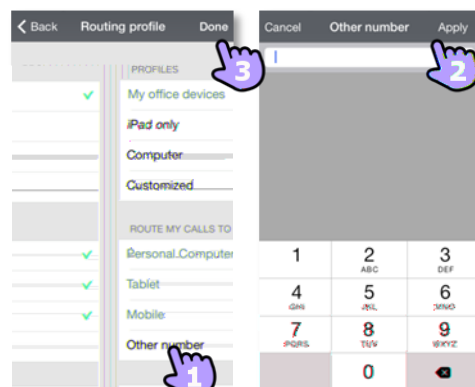 Back Routing profile Done
PROFILES
My office devices
iPad only
Computer
Customized
ROUTE MY CALLS TO
Personal Computer
Tablet
Mobile
Other number
1
3
Cancel Other number Apply
2
1 2 3
ABC DEF
4 5 6
GHI JKL MNO
7 8 9
PQRS TUV WXYZ
0